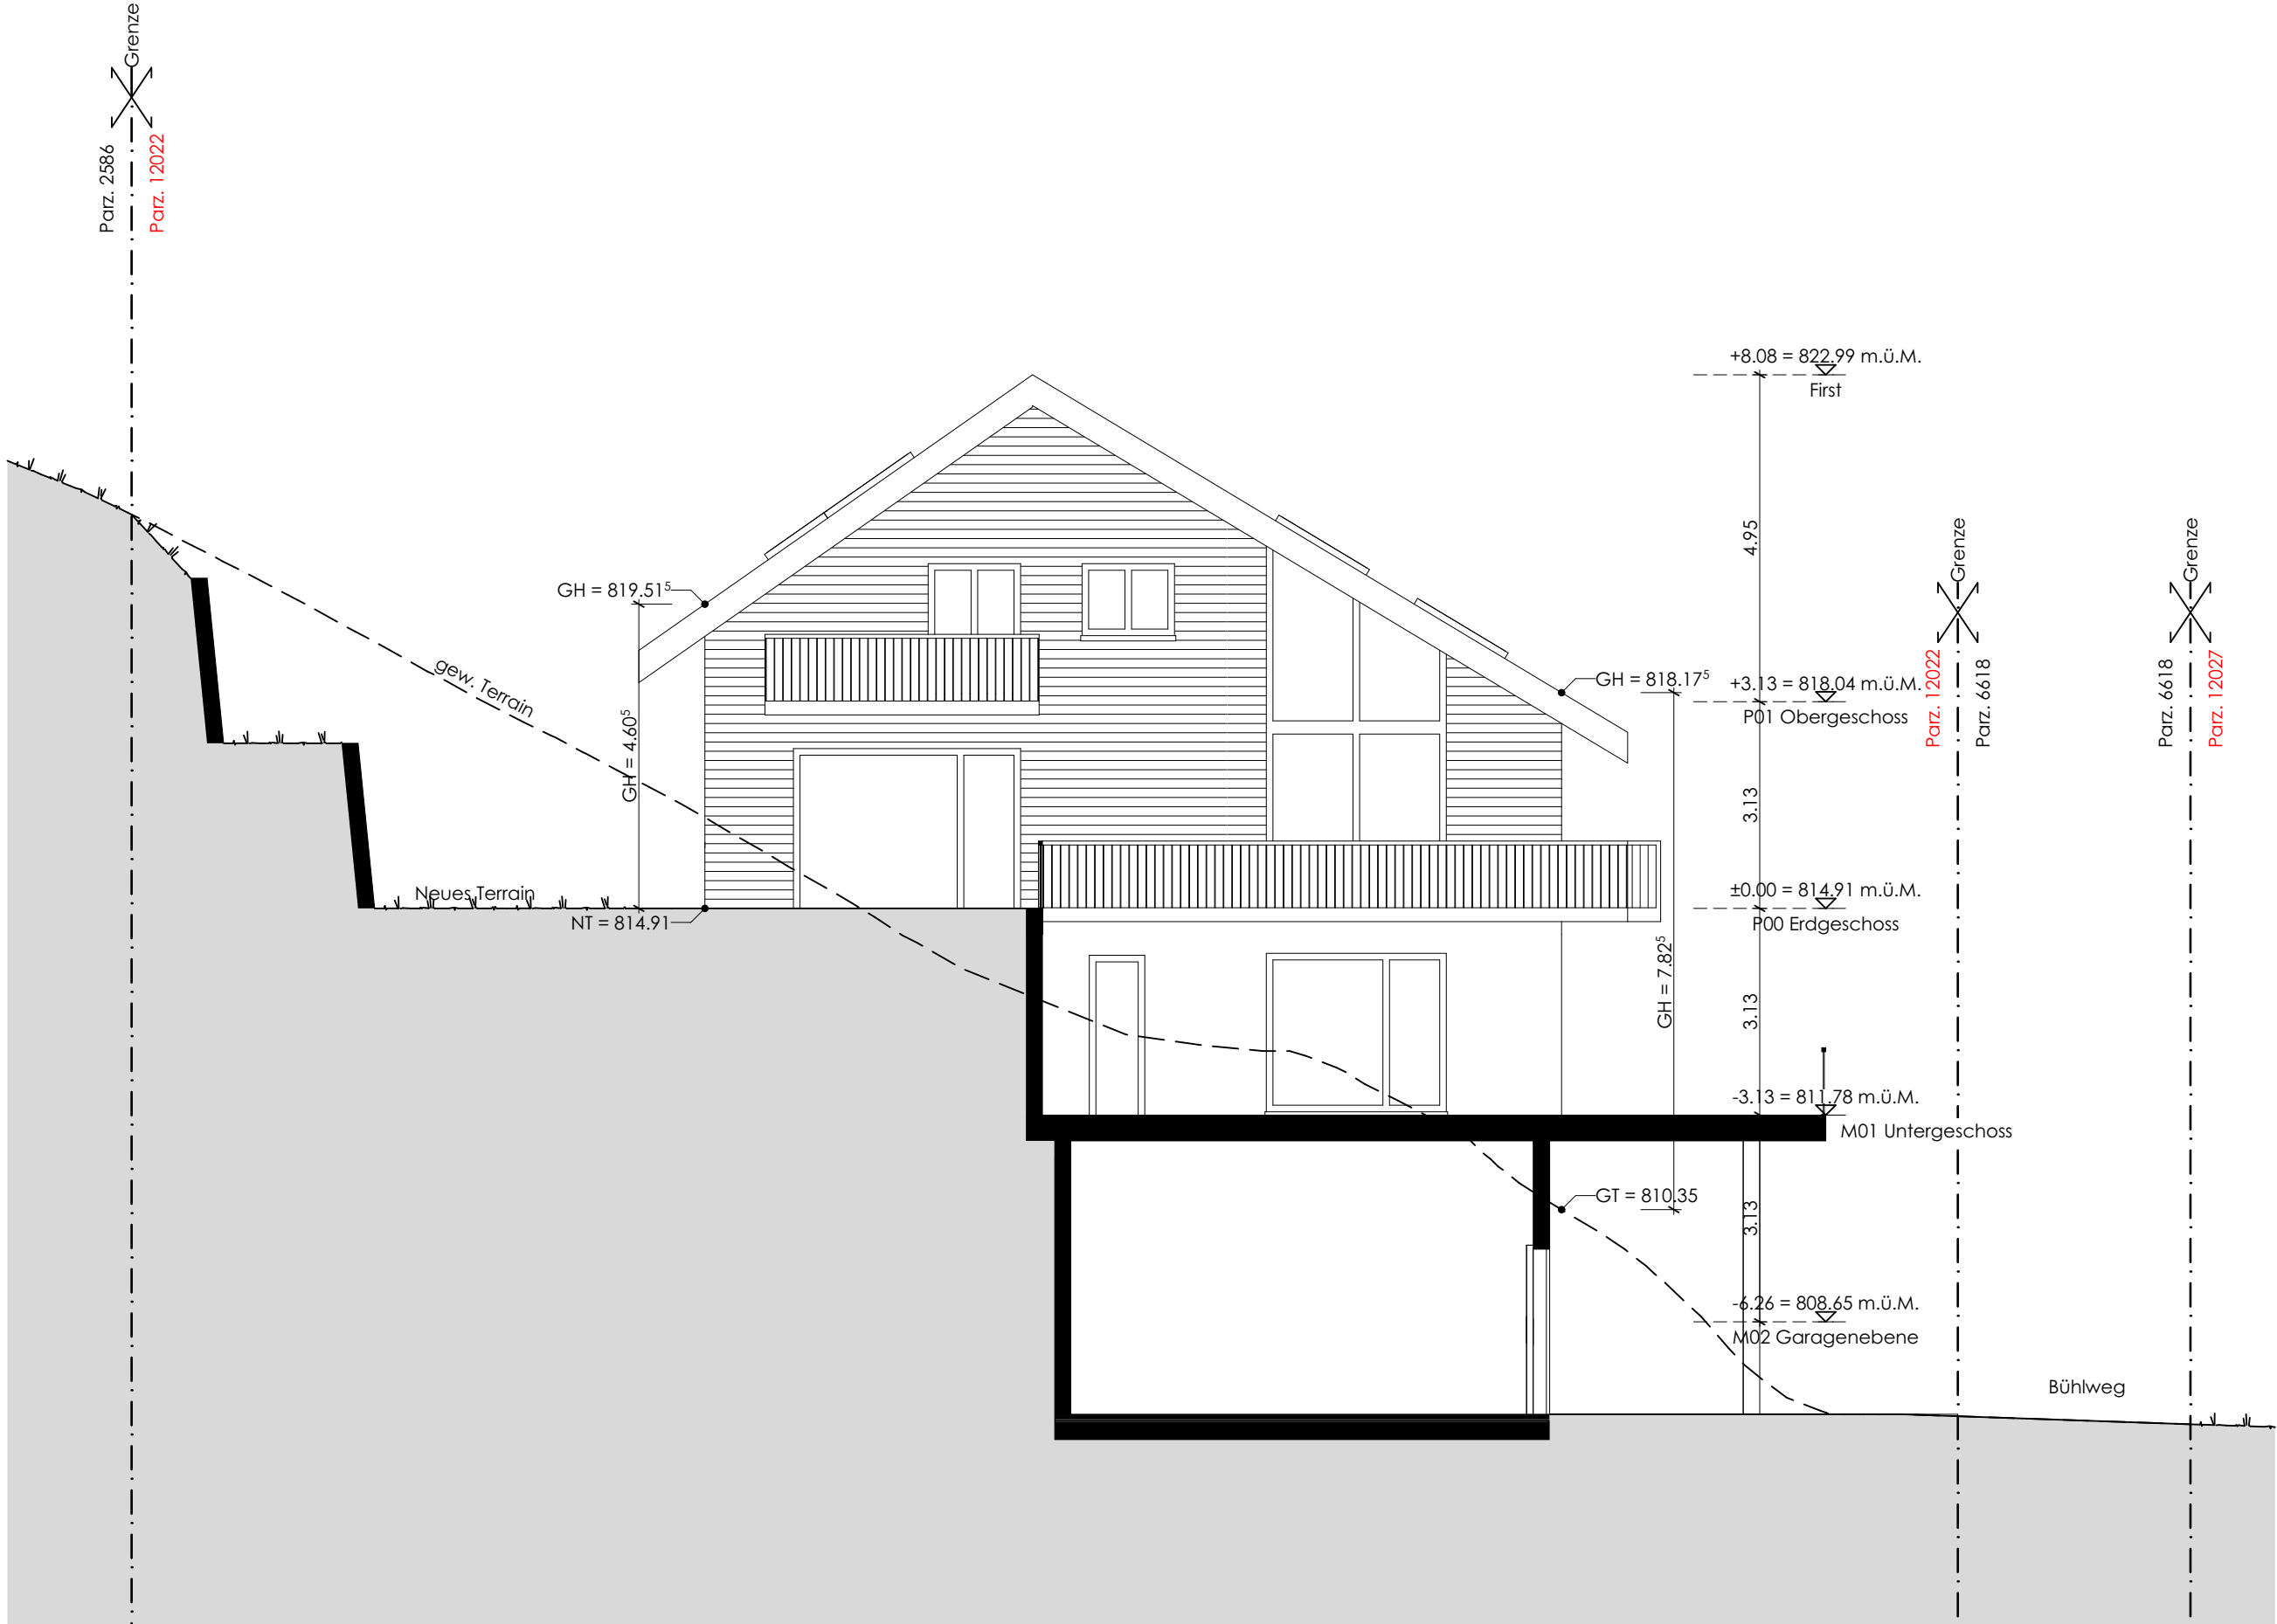 Grenze
Parz. 2586
Parz. 12022
+8.08 = 822.99 m.ü.M.
First
4.95
Grenze
Grenze
GH = 819.51⁵
gew. Terrain
GH = 4.60⁵
GH = 818.17⁵
+3.13 = 818.04 m.ü.M.
P01 Obergeschoss
Parz. 12022
Parz. 6618
Parz. 6618
Parz. 12027
3.13
Neues Terrain
NT = 814.91
±0.00 = 814.91 m.ü.M.
P00 Erdgeschoss
GH = 7.82⁵
3.13
-3.13 = 811.78 m.ü.M.
M01 Untergeschoss
GT = 810.35
3.13
-6.26 = 808.65 m.ü.M.
M02 Garagenebene
Bühlweg